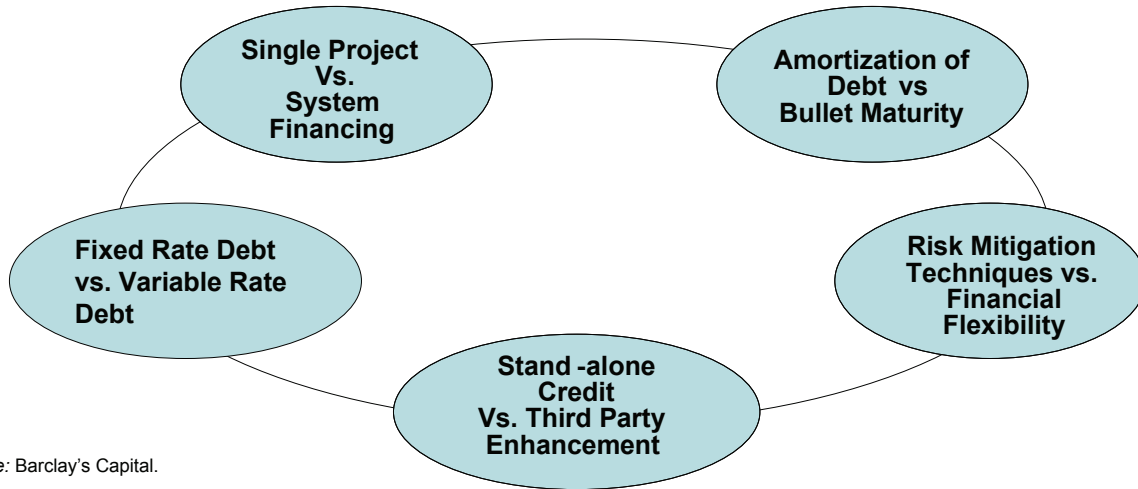 Single Project
Vs.
System
Financing
Amortization of
Debt vs
Bullet Maturity
Fixed Rate Debt
vs. Variable Rate
Debt
Risk Mitigation
Techniques vs.
Financial
Flexibility
Stand -alone
Credit
Vs. Third Party
Enhancement
e: Barclay's Capital.